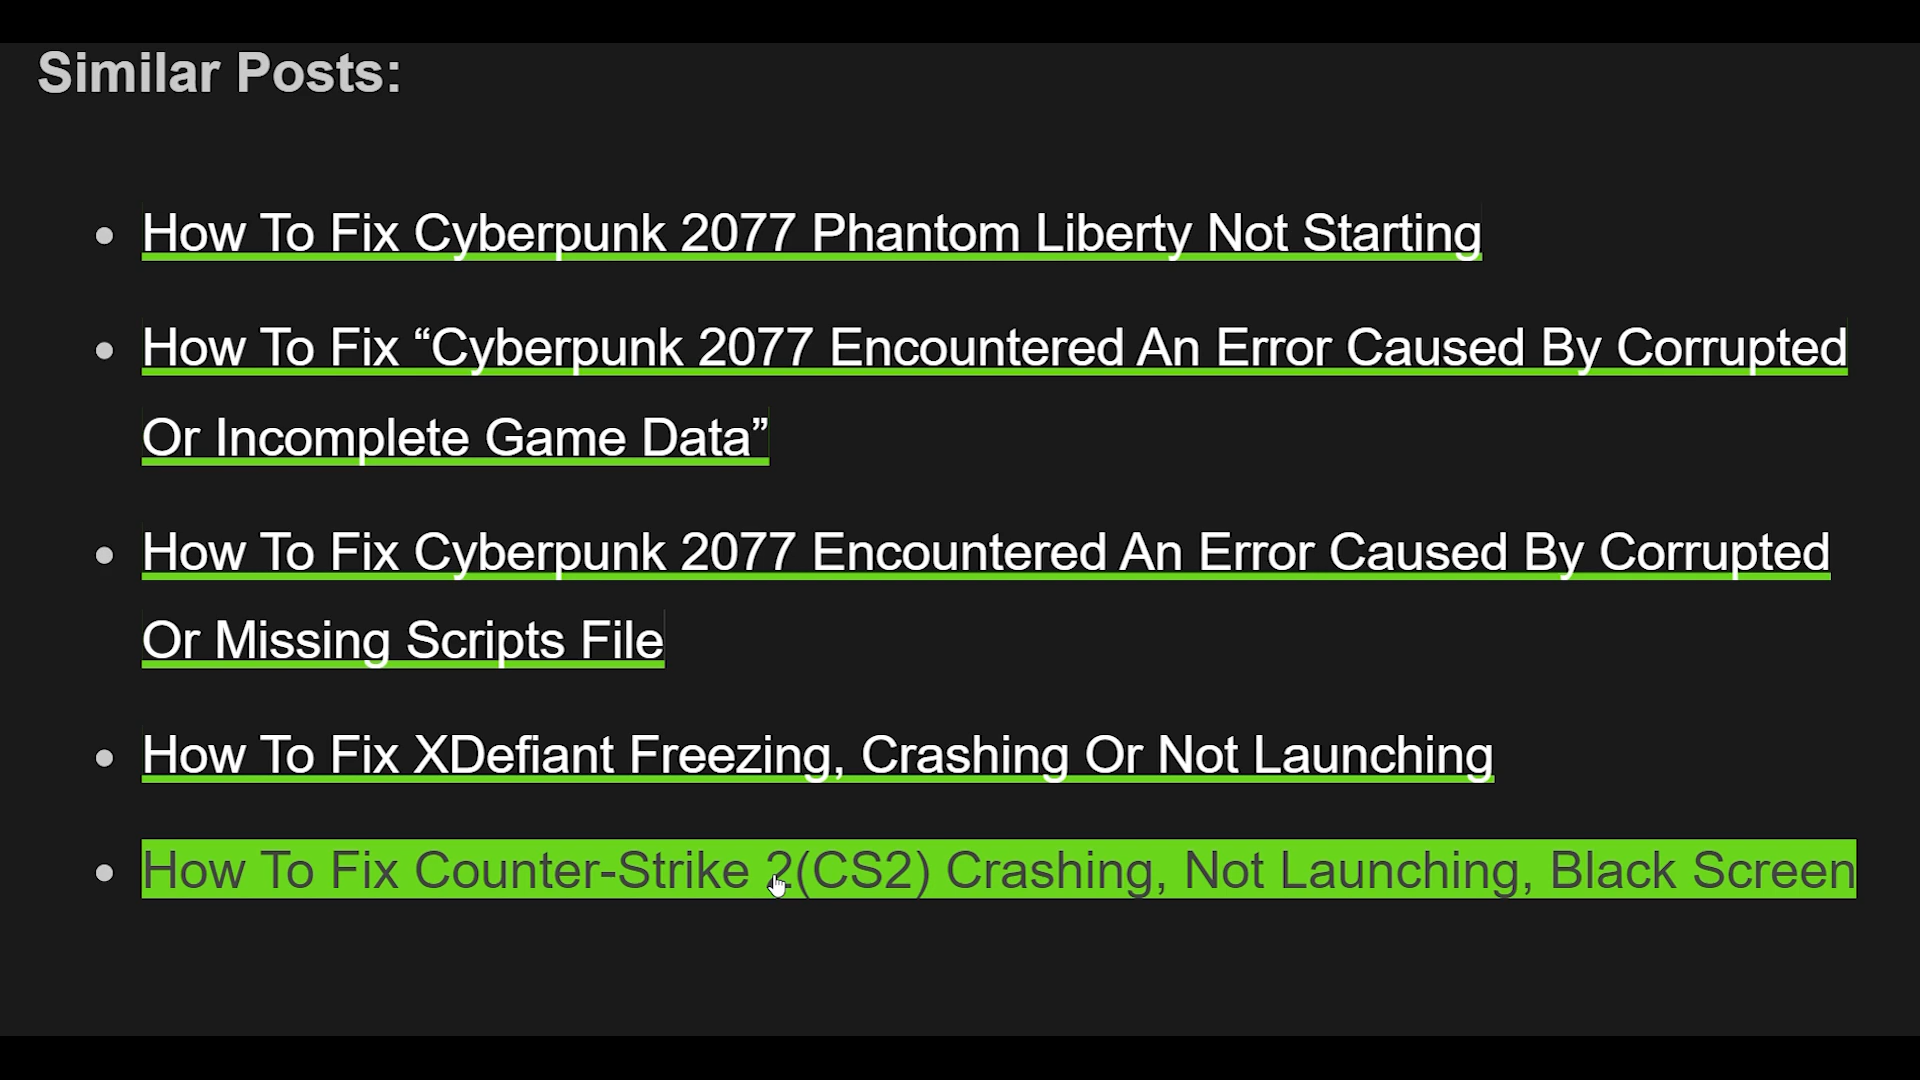 Similar Posts:
How To Fix Cyberpunk 2077 Phantom Liberty Not Starting
How To Fix “Cyberpunk 2077 Encountered An Error Caused By Corrupted
Or Incomplete Game Data”
How To Fix Cyberpunk 2077 Encountered An Error Caused By Corrupted
Or Missing Scripts File
How To Fix XDefiant Freezing, Crashing Or Not Launching
How To Fix Counter-Strike 2(CS2) Crashing, Not Launching, Black Screen